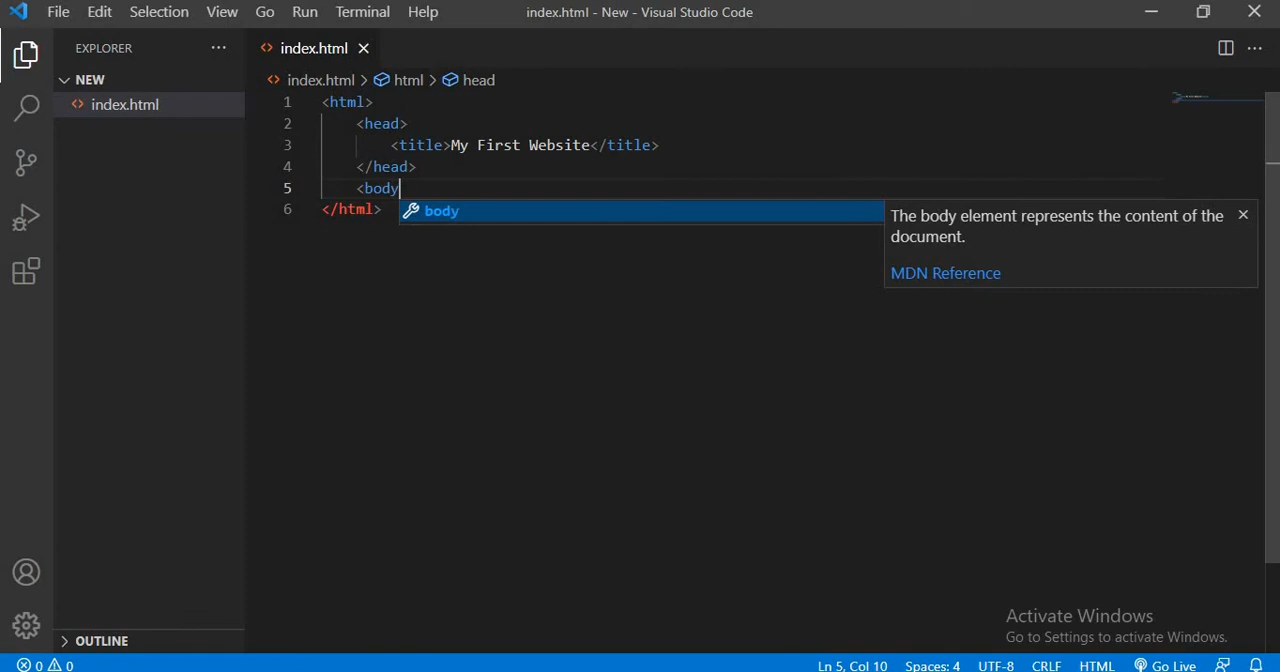 File Edit Selection View Go Run Terminal Help index.html - New - Visual Studio Code
EXPLORER ··· index.html
NEW index.html > html > head
index.html
1 <html>
2 <head>
3 <title>My First Website</title>
4 </head>
5 <body
6 </html>
body
The body element represents the content of the
document.
MDN Reference
Activate Windows
Go to Settings to activate Windows.
OUTLINE
0 0 Ln 5, Col 10 Spaces: 4 UTF-8 CRLF HTML Go Live